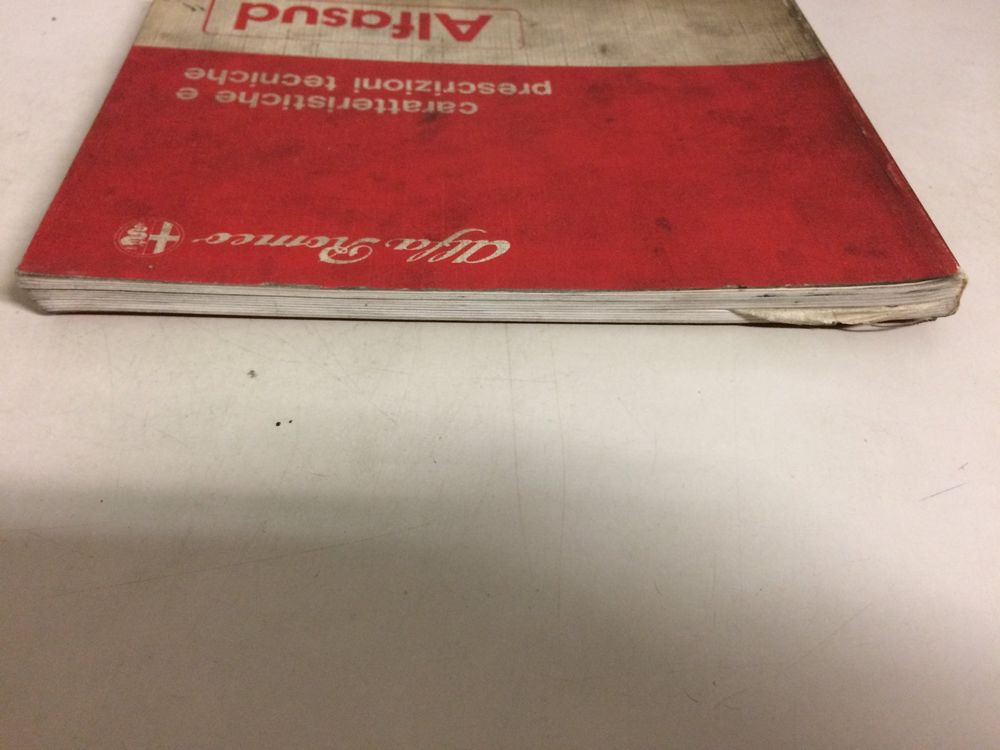 Alfa Romeo
caratteristiche e
prescrizioni tecniche
Alfasud